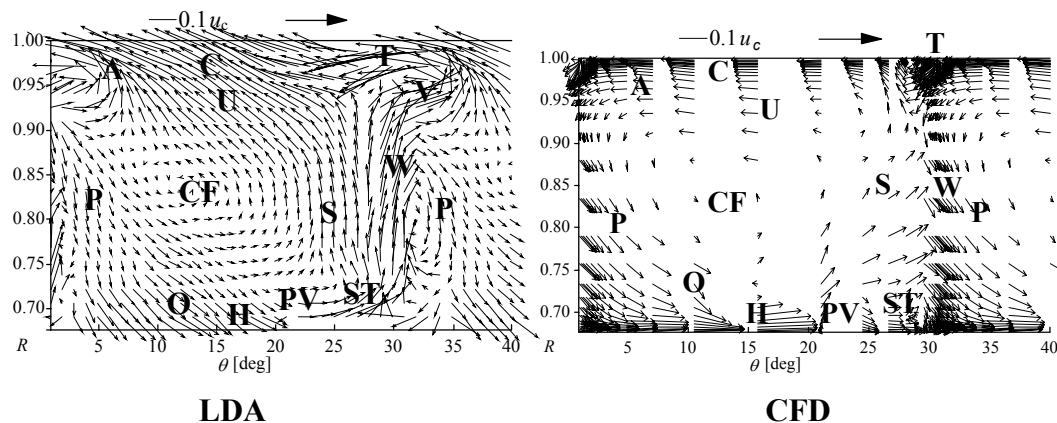 0.1 u_c
1.00
0.95
0.90
0.85
0.80
0.75
0.70
R
5 10 15 20 25 30 35 40
θ [deg]
A C T
U V
W
P CF S P
Q H PV ST
LDA
0.1 u_c
T
1.00
0.95
0.90
0.85
0.80
0.75
0.70
R
5 10 15 20 25 30 35 40
θ [deg]
C
A
U
S W
CF
P P
Q
H PV ST
CFD